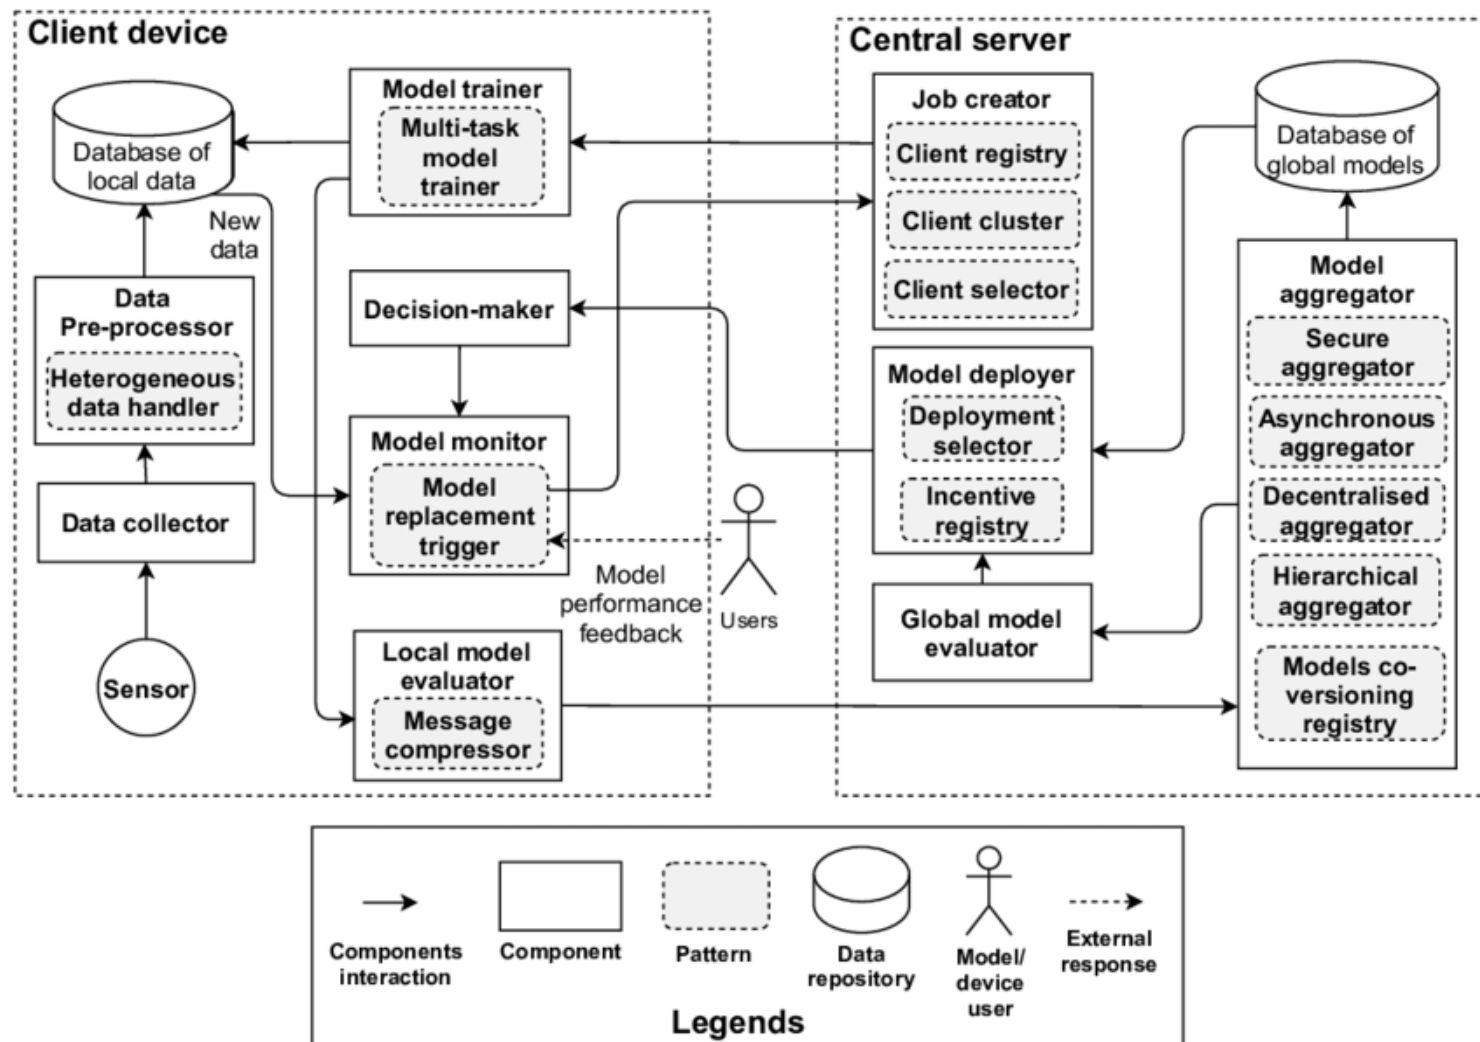 Client device
Database of
local data
New
data
Data
Pre-processor
Heterogeneous
data handler
Data collector
Sensor
Model trainer
Multi-task
model
trainer
Decision-maker
Model monitor
Model
replacement
trigger
Local model
evaluator
Message
compressor
Model
performance
feedback
Users
Central server
Job creator
Client registry
Client cluster
Client selector
Model deployer
Deployment
selector
Incentive
registry
Global model
evaluator
Database of
global models
Model
aggregator
Secure
aggregator
Asynchronous
aggregator
Decentralised
aggregator
Hierarchical
aggregator
Models co-
versioning
registry
Components
interaction
Component
Pattern
Data
repository
Model/
device
user
External
response
Legends